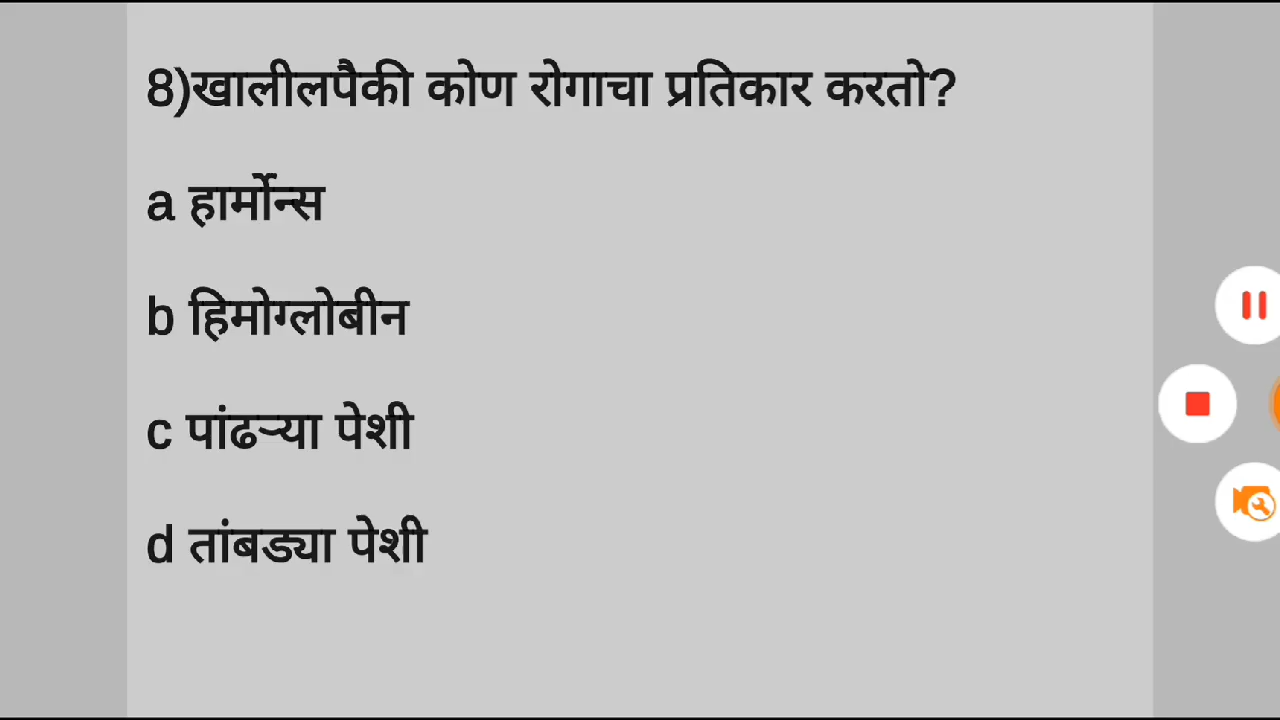 8)खालीलपैकी कोण रोगाचा प्रतिकार करतो?
a हार्मोन्स
b हिमोग्लोबीन
c पांढऱ्या पेशी
d तांबड्या पेशी